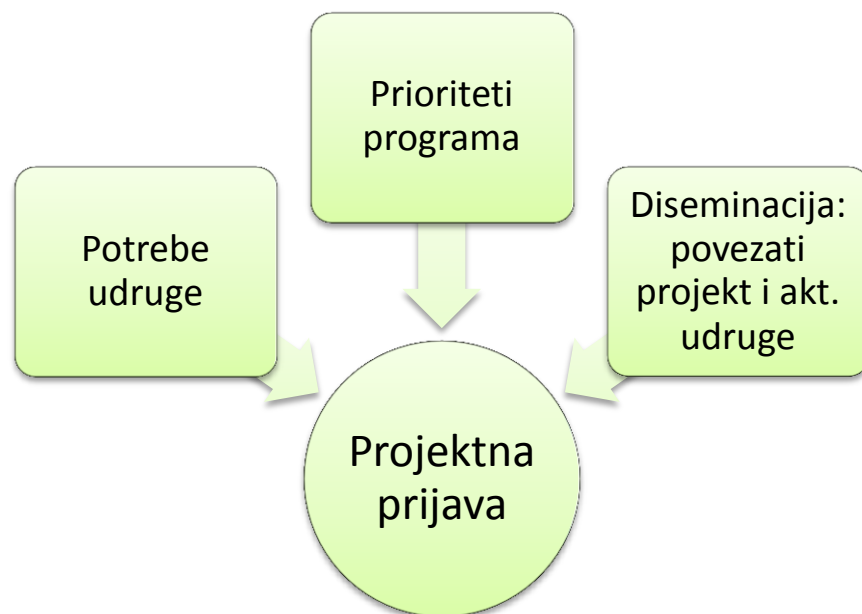 Prioriteti
programa
Potrebe
udruge
Diseminacija:
povezati
projekt i akt.
udruge
Projektna
prijava